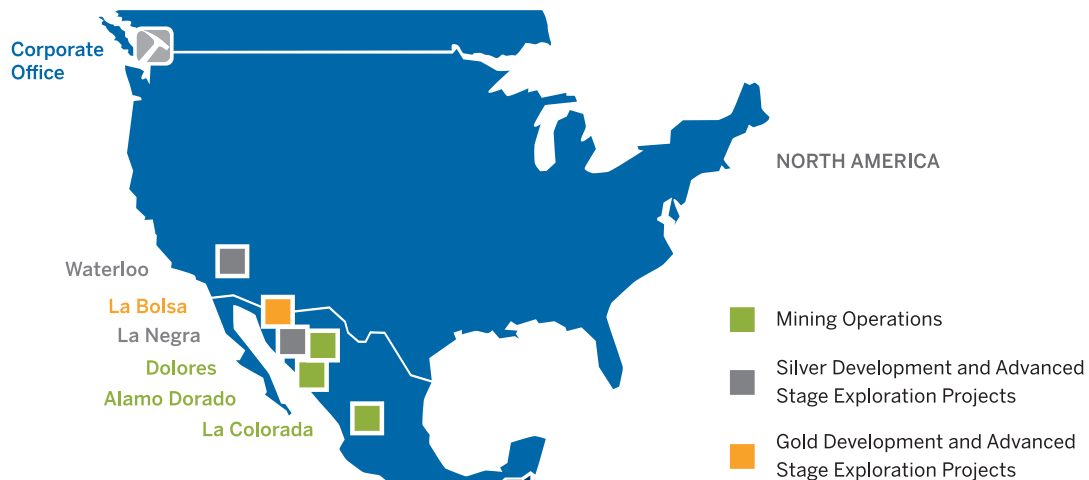 Corporate
Office
NORTH AMERICA
Waterloo
La Bolsa
La Negra
Dolores
Alamo Dorado
La Colorada
Mining Operations
Silver Development and Advanced
Stage Exploration Projects
Gold Development and Advanced
Stage Exploration Projects